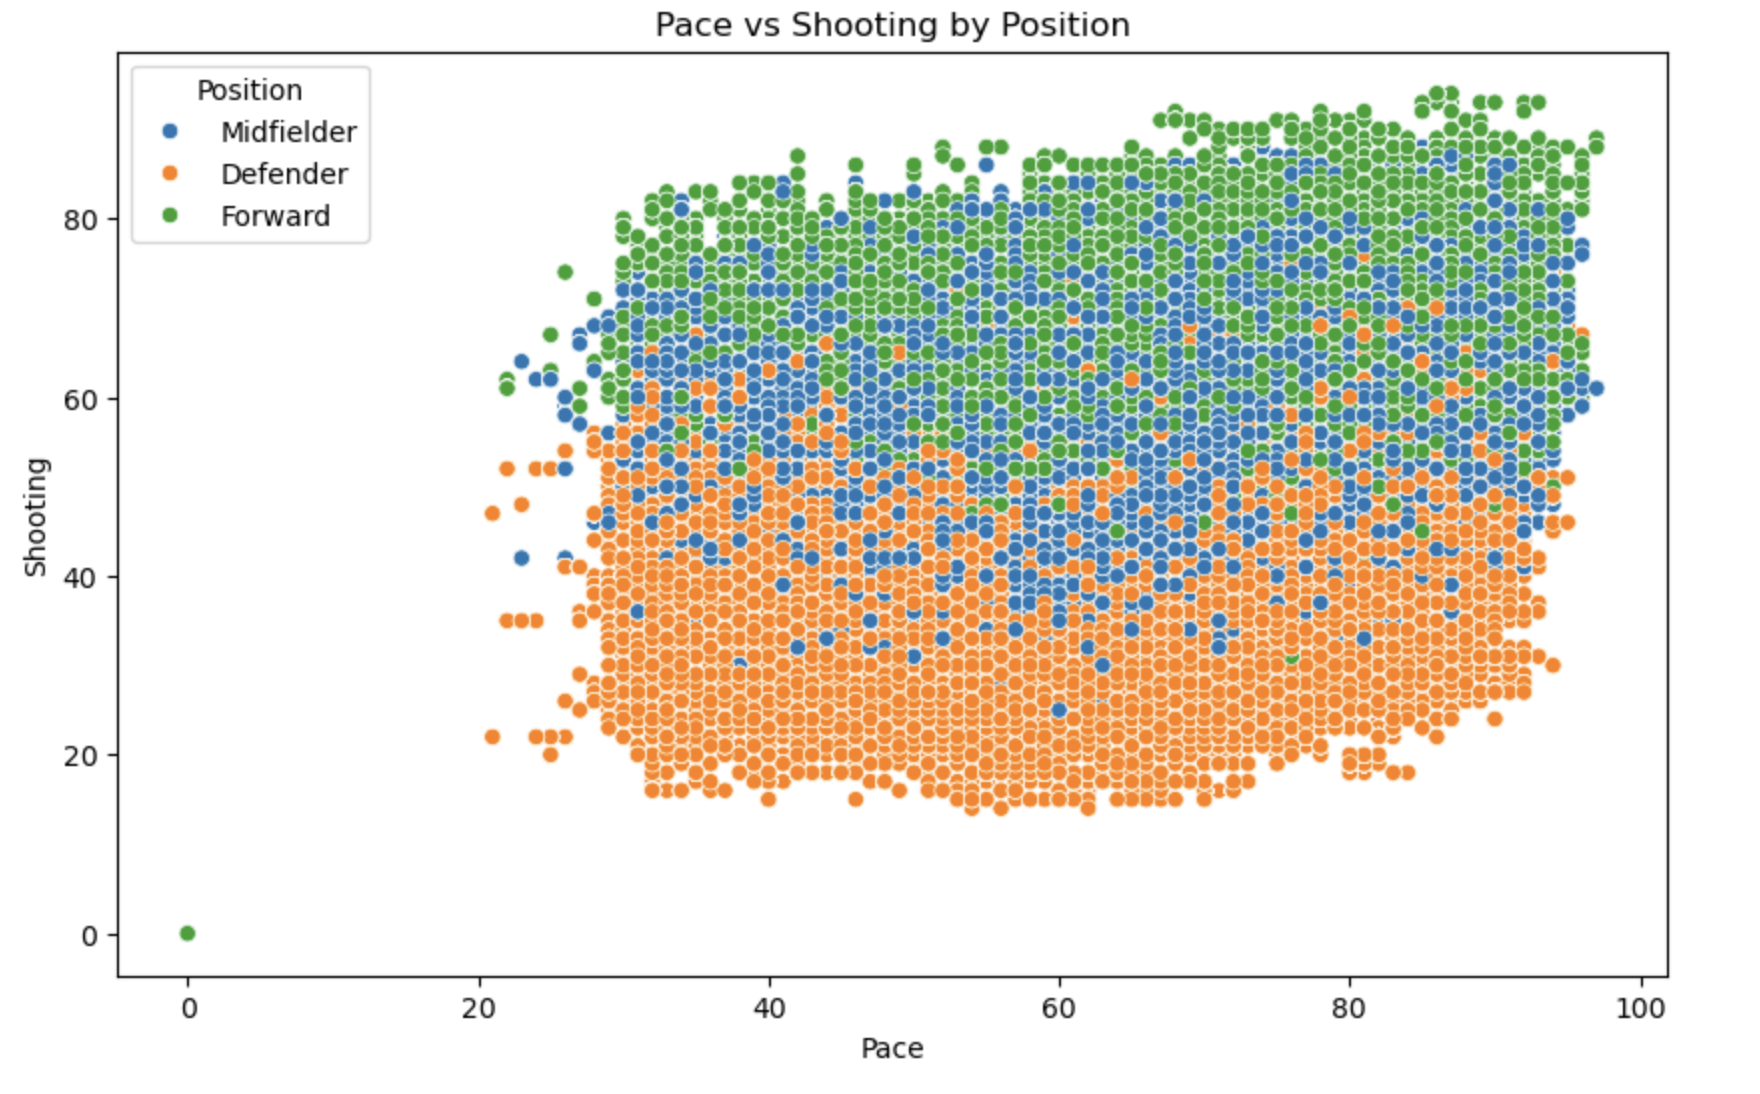 Pace vs Shooting by Position
Position
Midfielder
Defender
Forward
80
60
40
20
0
Shooting
0 20 40 60 80 100
Pace